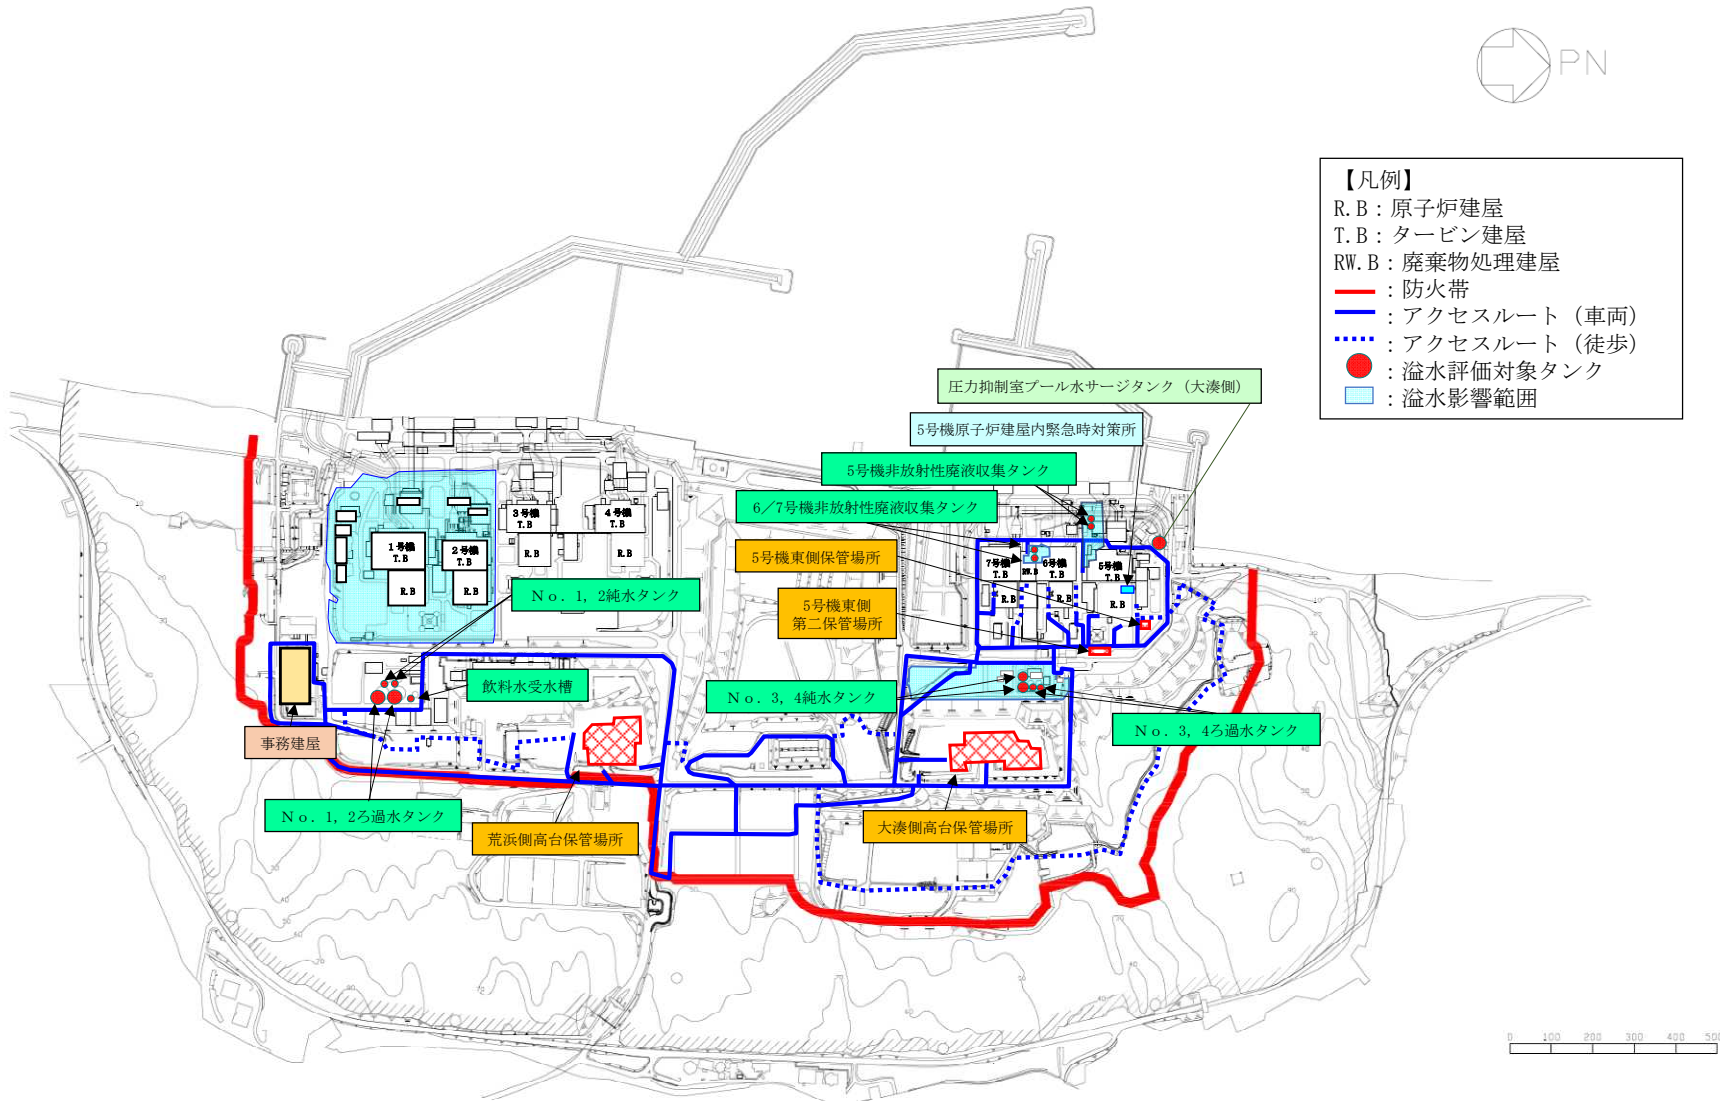 PN
【凡例】
R.B：原子炉建屋
T.B：タービン建屋
RW.B：廃棄物処理建屋
：防火帯
：アクセスルート（車両）
：アクセスルート（徒歩）
：溢水評価対象タンク
：溢水影響範囲
圧力抑制室プール水サージタンク（大湊側）
5号機原子炉建屋内緊急時対策所
5号機非放射性廃液収集タンク
6／7号機非放射性廃液収集タンク
5号機東側保管場所
5号機東側
第二保管場所
3号機
T.B
R.B
4号機
T.B
R.B
1号機
T.B
R.B
2号機
T.B
R.B
7号機
T.B
R.B
RW.B
6号機
T.B
R.B
5号機
T.B
R.B
No．1，2純水タンク
飲料水受水槽
No．3，4純水タンク
No．3，4ろ過水タンク
事務建屋
No．1，2ろ過水タンク
荒浜側高台保管場所
大湊側高台保管場所
0 100 200 300 400 500